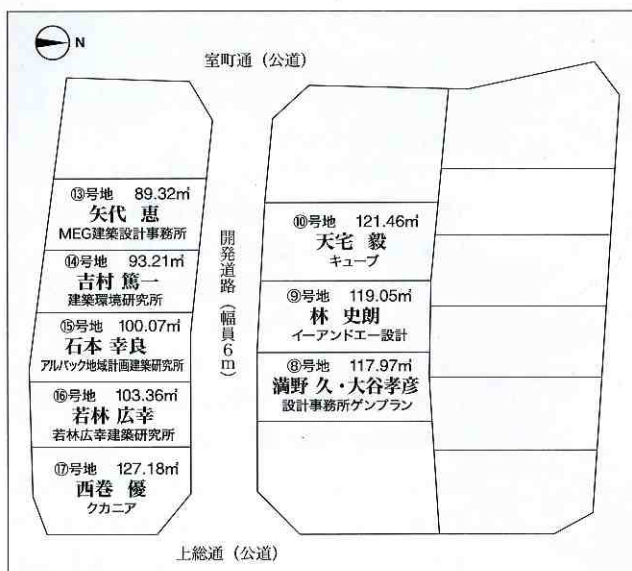 N
室町通（公道）
⑬号地 89.32㎡
矢代 恵
MEG建築設計事務所
⑭号地 93.21㎡
吉村 篤一
建築環境研究所
⑮号地 100.07㎡
石本 幸良
アルパック地域計画建築研究所
⑯号地 103.36㎡
若林 広幸
若林広幸建築研究所
⑰号地 127.18㎡
西巻 優
クカニア
開発道路（幅員6m）
⑩号地 121.46㎡
天宅 毅
キューブ
⑨号地 119.05㎡
林 史朗
イーアンドエー設計
⑧号地 117.97㎡
満野 久・大谷孝彦
設計事務所ゲンプラン
上総通（公道）